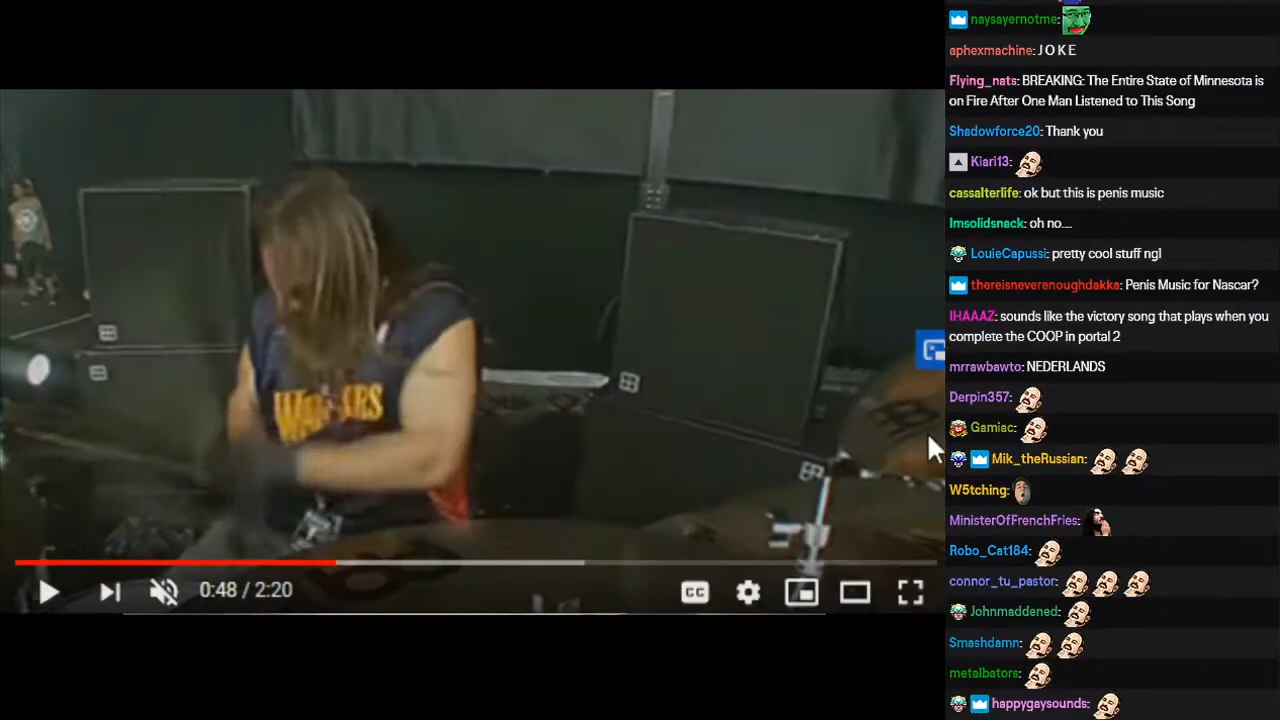 naysayernotme:
aphexmachine: J O K E
Flying_nats: BREAKING: The Entire State of Minnesota is
on Fire After One Man Listened to This Song
Shadowforce20: Thank you
Kiari13:
cassalterlife: ok but this is penis music
Imsolidsnack: oh no....
LouieCapussi: pretty cool stuff ngl
thereisneverenoughdakka: Penis Music for Nascar?
IHAAAZ: sounds like the victory song that plays when you
complete the COOP in portal 2
mrrawbawto: NEDERLANDS
Derpin357:
Gamiac:
Mik_theRussian:
W5tching:
MinisterOfFrenchFries:
Robo_Cat184:
connor_tu_pastor:
Johnmaddened:
Smashdamn:
metalbators:
happygaysounds:
0:48 / 2:20
CC